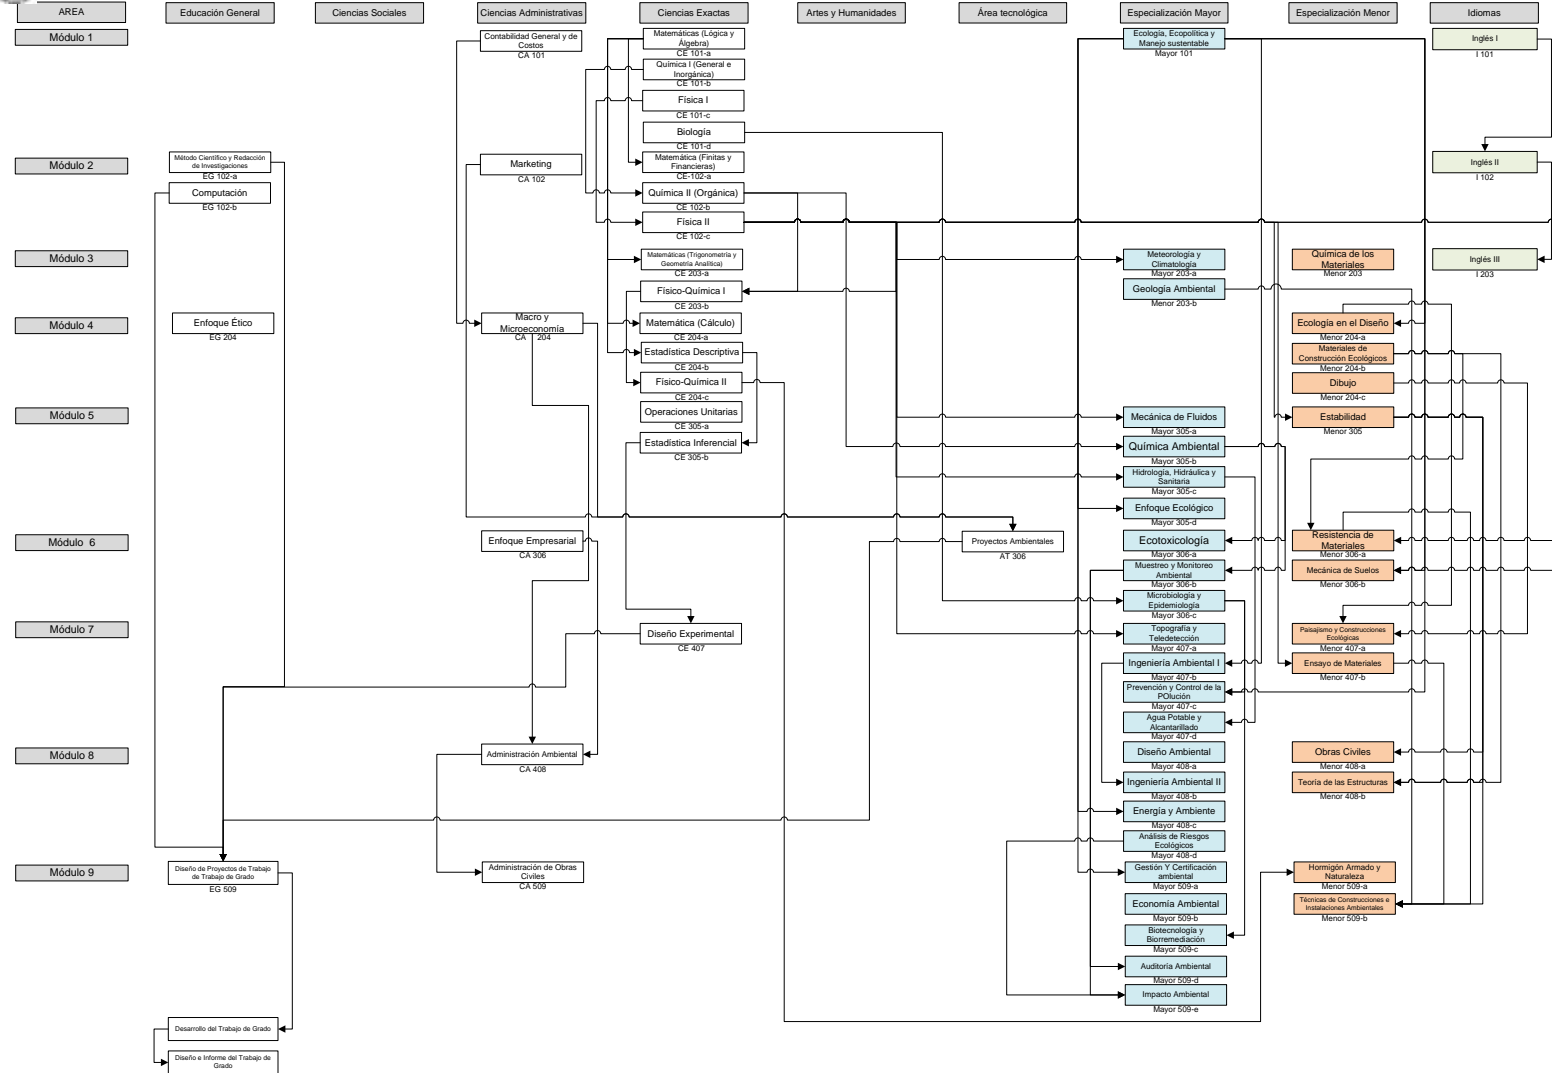 AREA
Educación General
Ciencias Sociales
Ciencias Administrativas
Ciencias Exactas
Artes y Humanidades
Área tecnológica
Especialización Mayor
Especialización Menor
Idiomas
Módulo 1
Contabilidad General y de
Costos
CA 101
Matemáticas (Lógica y
Álgebra)
CE 101-a
Química I (General e
Inorgánica)
CE 101-b
Física I
CE 101-c
Biología
CE 101-d
Ecología, Ecopolítica y
Manejo sustentable
Mayor 101
Inglés I
I 101
Módulo 2
Método Científico y Redacción
de Investigaciones
EG 102-a
Computación
EG 102-b
Marketing
CA 102
Matemática (Finitas y
Financieras)
CE-102-a
Química II (Orgánica)
CE 102-b
Física II
CE 102-c
Inglés II
I 102
Módulo 3
Matemáticas (Trigonometría y
Geometría Analítica)
CE 203-a
Físico-Química I
CE 203-b
Meteorología y
Climatología
Mayor 203-a
Geología Ambiental
Menor 203-b
Química de los
Materiales
Menor 203
Inglés III
I 203
Módulo 4
Enfoque Ético
EG 204
Macro y
Microeconomía
CA 204
Matemática (Cálculo)
CE 204-a
Estadística Descriptiva
CE 204-b
Físico-Química II
CE 204-c
Ecología en el Diseño
Menor 204-a
Materiales de
Construcción Ecológicos
Menor 204-b
Dibujo
Menor 204-c
Módulo 5
Operaciones Unitarias
CE 305-a
Estadística Inferencial
CE 305-b
Mecánica de Fluidos
Mayor 305-a
Química Ambiental
Mayor 305-b
Hidrología, Hidráulica y
Sanitaria
Mayor 305-c
Enfoque Ecológico
Mayor 305-d
Estabilidad
Menor 305
Módulo 6
Enfoque Empresarial
CA 306
Proyectos Ambientales
AT 306
Ecotoxicología
Mayor 306-a
Muestreo y Monitoreo
Ambiental
Mayor 306-b
Microbiología y
Epidemiología
Mayor 306-c
Resistencia de
Materiales
Menor 306-a
Mecánica de Suelos
Menor 306-b
Módulo 7
Diseño Experimental
CE 407
Topografía y
Teledetección
Mayor 407-a
Ingeniería Ambiental I
Mayor 407-b
Prevención y Control de la
POlución
Mayor 407-c
Agua Potable y
Alcantarillado
Mayor 407-d
Paisajismo y Construcciones
Ecológicas
Menor 407-a
Ensayo de Materiales
Menor 407-b
Módulo 8
Administración Ambiental
CA 408
Diseño Ambiental
Mayor 408-a
Ingeniería Ambiental II
Mayor 408-b
Energía y Ambiente
Mayor 408-c
Análisis de Riesgos
Ecológicos
Mayor 408-d
Obras Civiles
Menor 408-a
Teoría de las Estructuras
Menor 408-b
Módulo 9
Diseño de Proyectos de Trabajo
de Trabajo de Grado
EG 509
Administración de Obras
Civiles
CA 509
Gestión Y Certificación
ambiental
Mayor 509-a
Economía Ambiental
Mayor 509-b
Biotecnología y
Biorremediación
Mayor 509-c
Auditoría Ambiental
Mayor 509-d
Impacto Ambiental
Mayor 509-e
Hormigón Armado y
Naturaleza
Menor 509-a
Técnicas de Construcciones e
Instalaciones Ambientales
Menor 509-b
Desarrollo del Trabajo de Grado
Diseño e Informe del Trabajo de
Grado